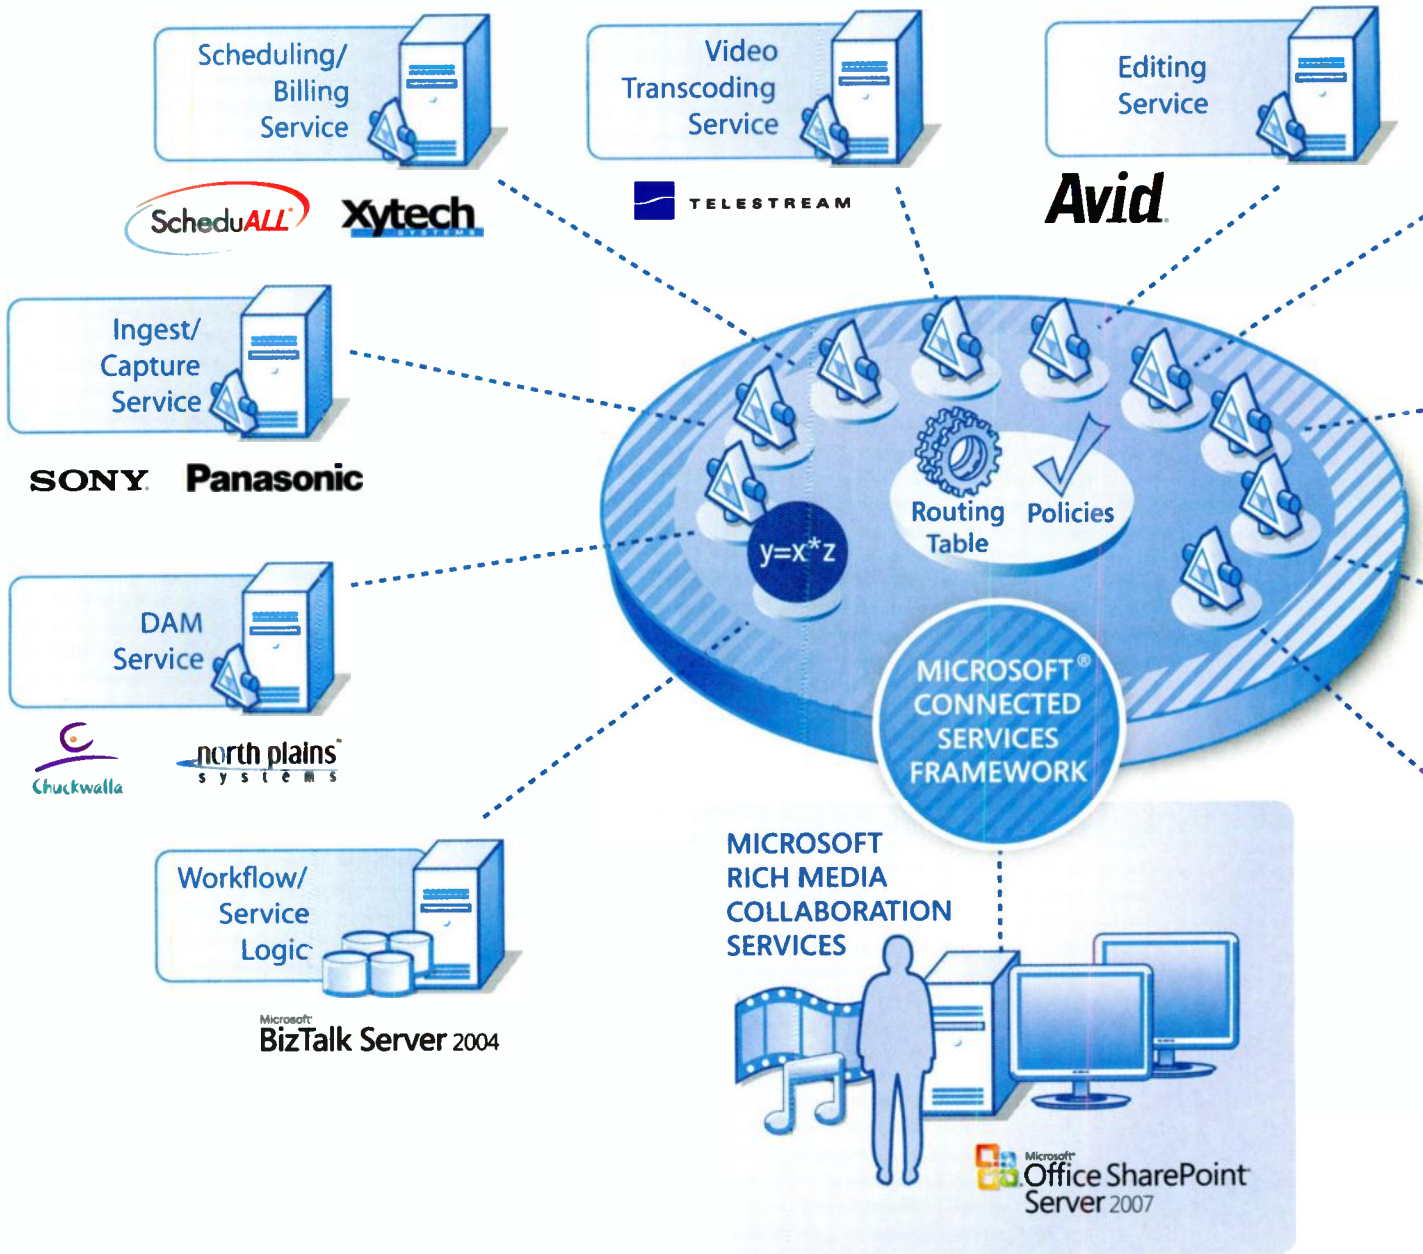 Scheduling/
Billing
Service
ScheduALL
Xytech
SYSTEMS
Video
Transcoding
Service
TELESTREAM
Editing
Service
Avid
Ingest/
Capture
Service
SONY
Panasonic
DAM
Service
Chuckwalla
north plains
systems
Workflow/
Service
Logic
Microsoft
BizTalk Server 2004
Routing
Table
Policies
y=x*z
MICROSOFT®
CONNECTED
SERVICES
FRAMEWORK
MICROSOFT
RICH MEDIA
COLLABORATION
SERVICES
Microsoft
Office SharePoint
Server 2007